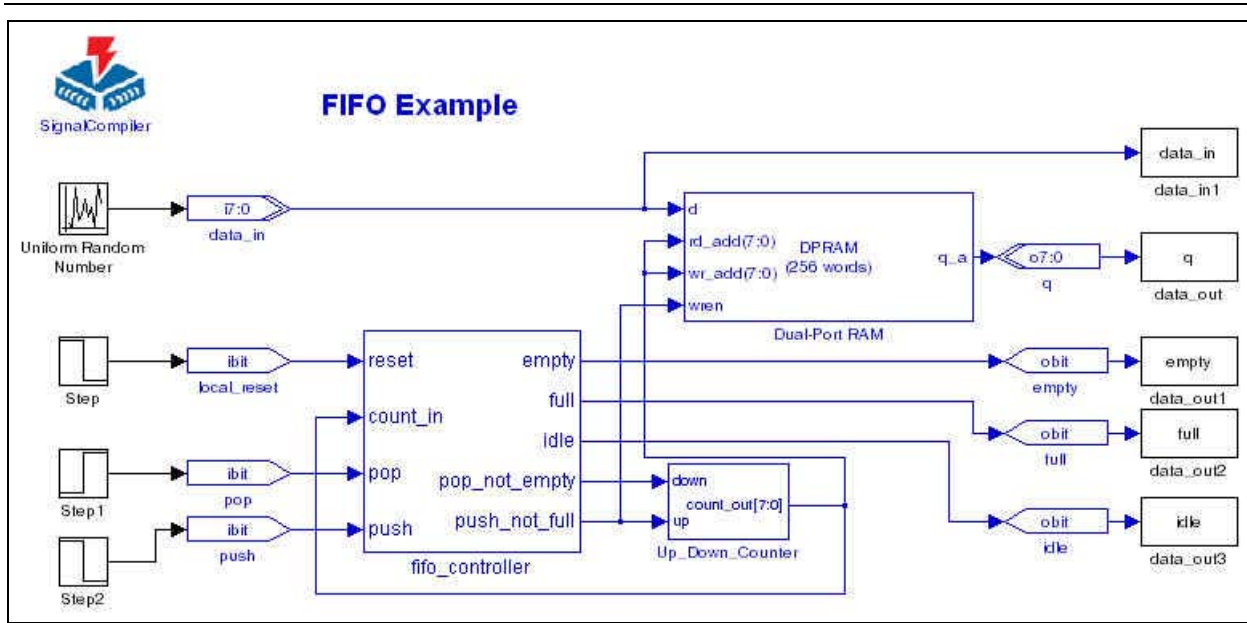 FIFO Example
SignalCompiler
data_in
data_in1
i7:0
data_in
Uniform Random
Number
d
rd_add(7:0)
wr_add(7:0)
wren
DPRAM
(256 words)
q_a
Dual-Port RAM
o7:0
q
q
data_out
Step
ibit
local_reset
reset
count_in
pop
push
empty
full
idle
pop_not_empty
push_not_full
fifo_controller
obit
empty
empty
data_out1
obit
full
full
data_out2
Step1
ibit
pop
down
count_out[7:0]
up
Up_Down_Counter
obit
idle
idle
data_out3
ibit
push
Step2